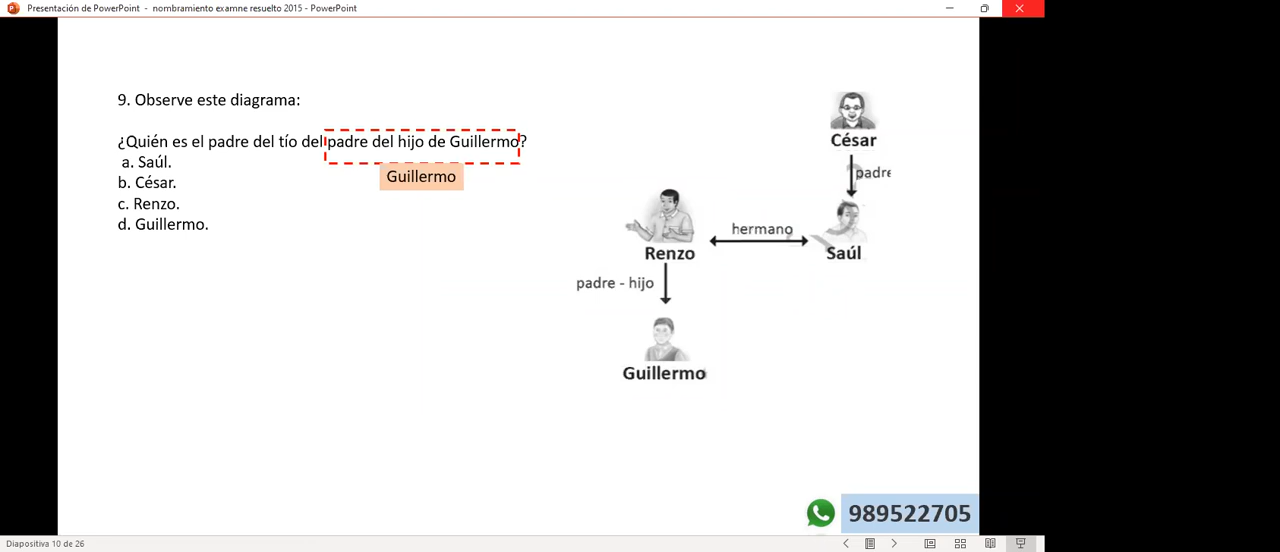 Presentación de PowerPoint - nombramiento examne resuelto 2015 - PowerPoint
9. Observe este diagrama:
¿Quién es el padre del tío del padre del hijo de Guillermo?
a. Saúl.
b. César.
c. Renzo.
d. Guillermo.
Guillermo
César
padre
hermano
Renzo
Saúl
padre - hijo
Guillermo
989522705
Diapositiva 10 de 26